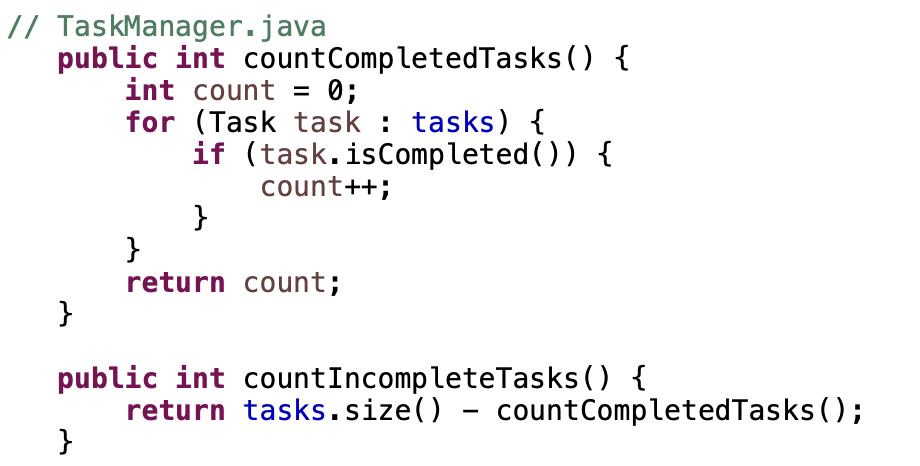 // TaskManager.java
public int countCompletedTasks() {
int count = 0;
for (Task task : tasks) {
if (task.isCompleted()) {
count++;
}
}
return count;
}
public int countIncompleteTasks() {
return tasks.size() - countCompletedTasks();
}